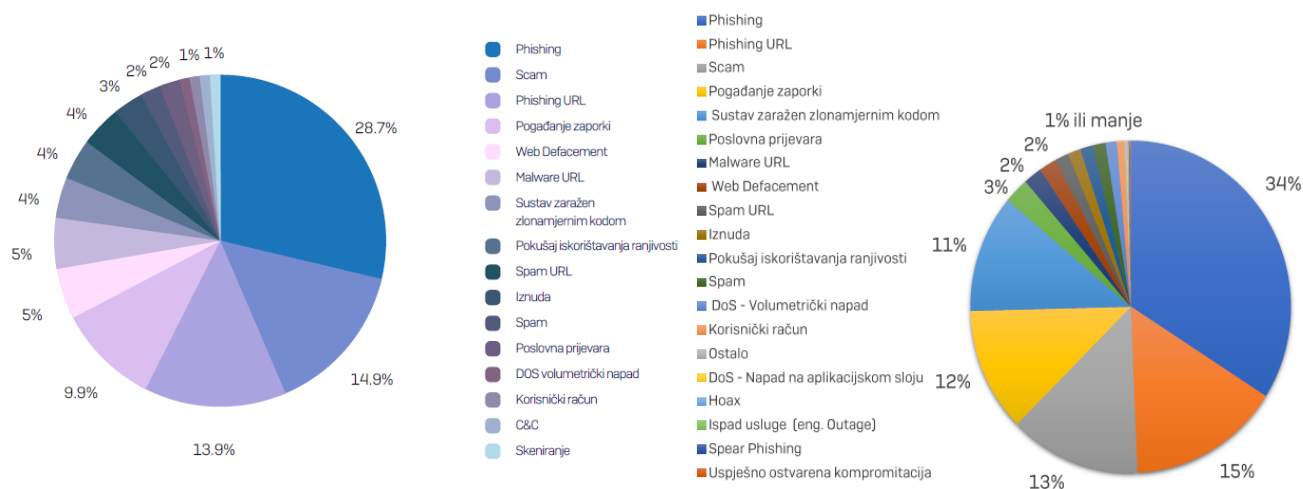 28.7%
14.9%
13.9%
9.9%
5%
5%
4%
4%
4%
3%
2%
2%
1%
1%
Phishing
Scam
Phishing URL
Pogađanje zaporki
Web Defacement
Malware URL
Sustav zaražen
zlonamjernim kodom
Pokušaj iskorištavanja ranjivosti
Spam URL
Iznuda
Spam
Poslovna prijevara
DOS volumetrički napad
Korisnički račun
C&C
Skeniranje
Phishing
Phishing URL
Scam
Pogađanje zaporki
Sustav zaražen zlonamjernim kodom
Poslovna prijevara
Malware URL
Web Defacement
Spam URL
Iznuda
Pokušaj iskorištavanja ranjivosti
Spam
DoS - Volumetrički napad
Korisnički račun
Ostalo
DoS - Napad na aplikacijskom sloju
Hoax
Ispad usluge (eng. Outage)
Spear Phishing
Uspješno ostvarena kompromitacija
34%
15%
13%
12%
11%
3%
2%
2%
1% ili manje